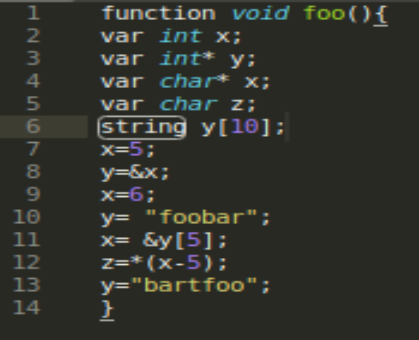 1 function void foo(){
2 var int x;
3 var int* y;
4 var char* x;
5 var char z;
6 string y[10];
7 x=5;
8 y=&x;
9 x=6;
10 y= "foobar";
11 x= &y[5];
12 z=*(x-5);
13 y="bartfoo";
14 }